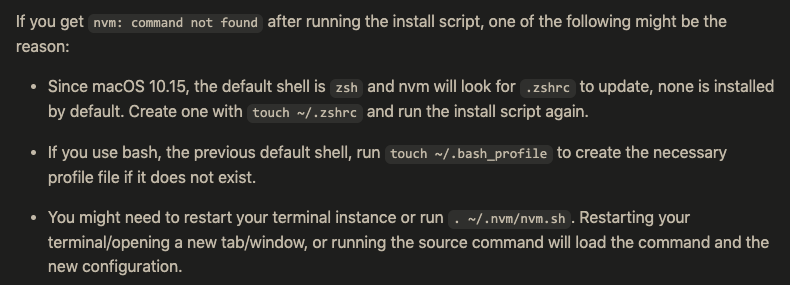 If you get nvm: command not found after running the install script, one of the following might be the
reason:
• Since macOS 10.15, the default shell is zsh and nvm will look for .zshrc to update, none is installed
by default. Create one with touch ~/.zshrc and run the install script again.
• If you use bash, the previous default shell, run touch ~/.bash_profile to create the necessary
profile file if it does not exist.
• You might need to restart your terminal instance or run . ~/.nvm/nvm.sh. Restarting your
terminal/opening a new tab/window, or running the source command will load the command and the
new configuration.